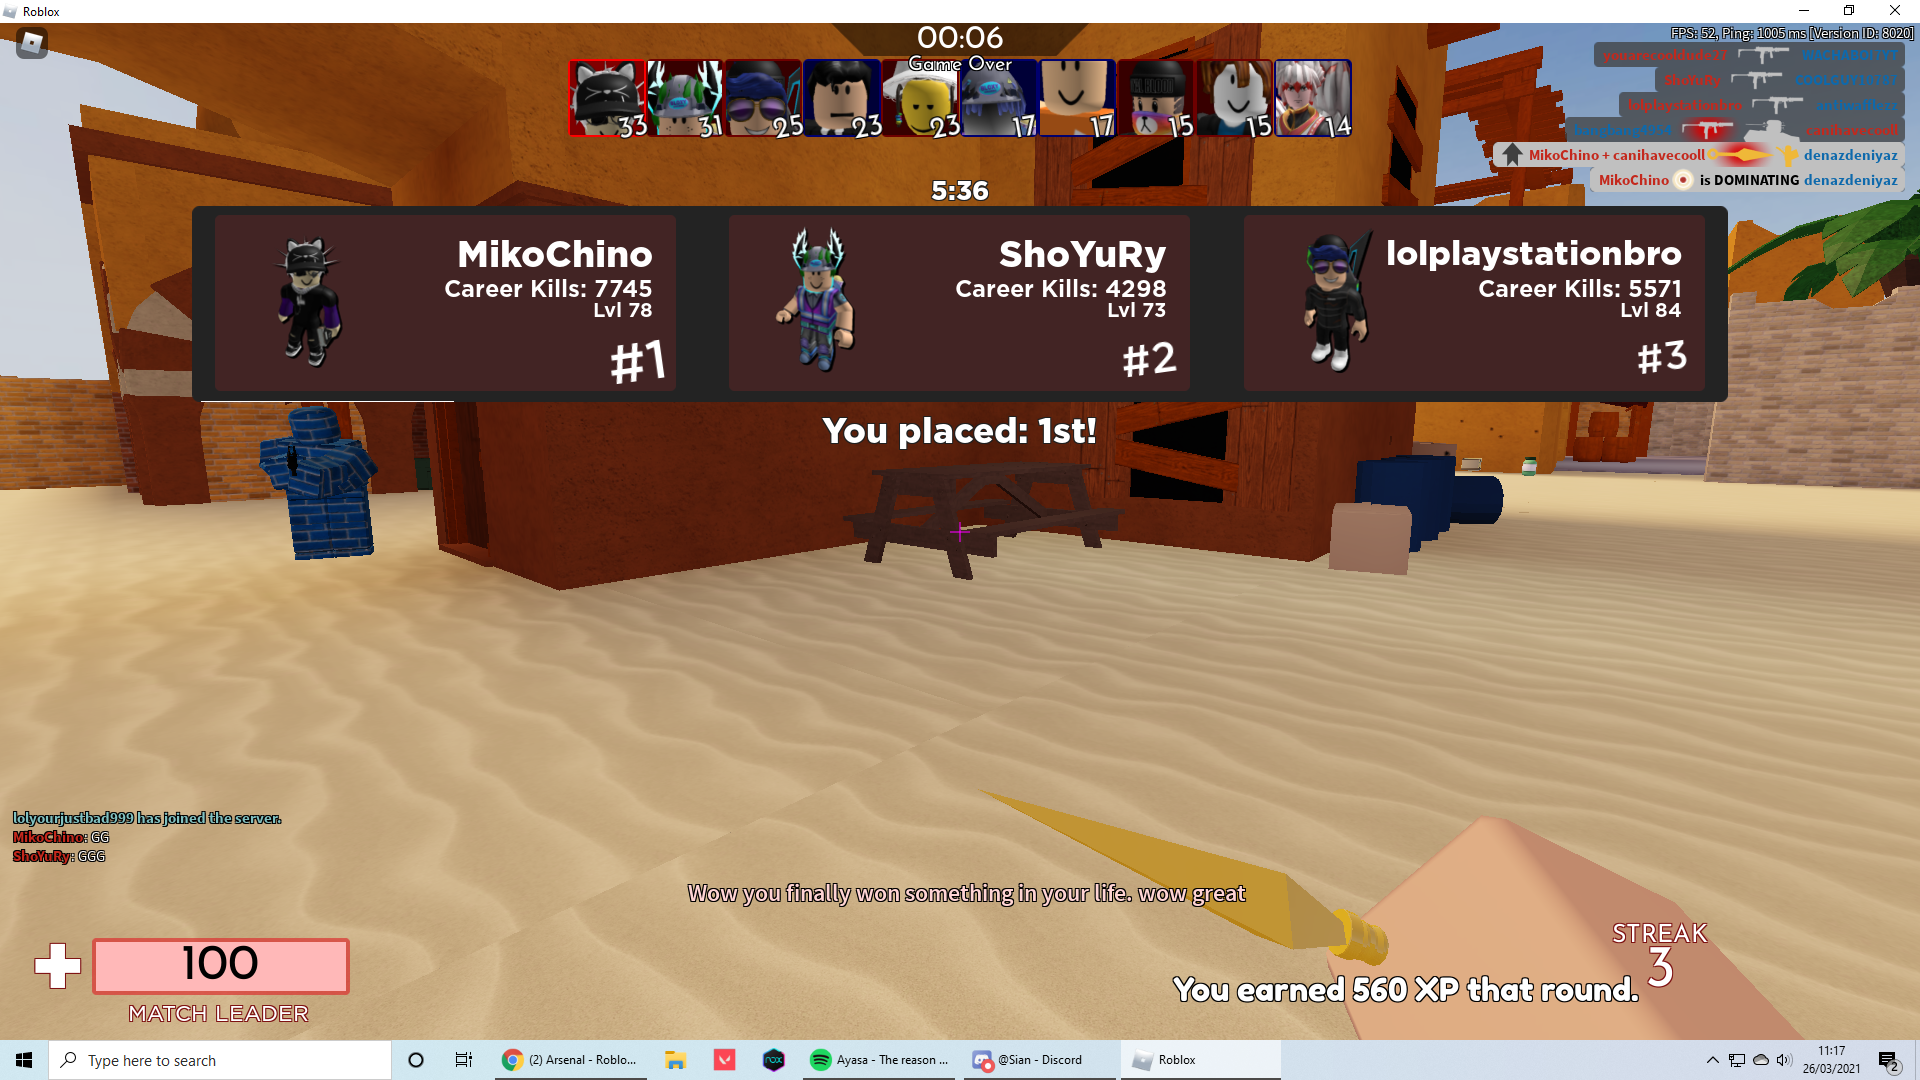 Roblox
00:06
Game Over
FPS: 52, Ping: 1005 ms [Version ID: 8020]
33
31
25
23
23
17
17
15
15
14
ShoYuRy
lolplaystationbro
canihavecooll
MikoChino + canihavecooll denazdeniyaz
MikoChino is DOMINATING denazdeniyaz
5:36
MikoChino
Career Kills: 7745
Lvl 78
#1
ShoYuRy
Career Kills: 4298
Lvl 73
#2
lolplaystationbro
Career Kills: 5571
Lvl 84
#3
You placed: 1st!
lolyourjustbad999 has joined the server.
MikoChino: GG
ShoYuRy: GGG
Wow you finally won something in your life. wow great
STREAK
3
You earned 560 XP that round.
100
MATCH LEADER
Type here to search
(2) Arsenal - Roblo...
nox
Ayasa - The reason ...
@Sian - Discord
Roblox
11:17
26/03/2021
2